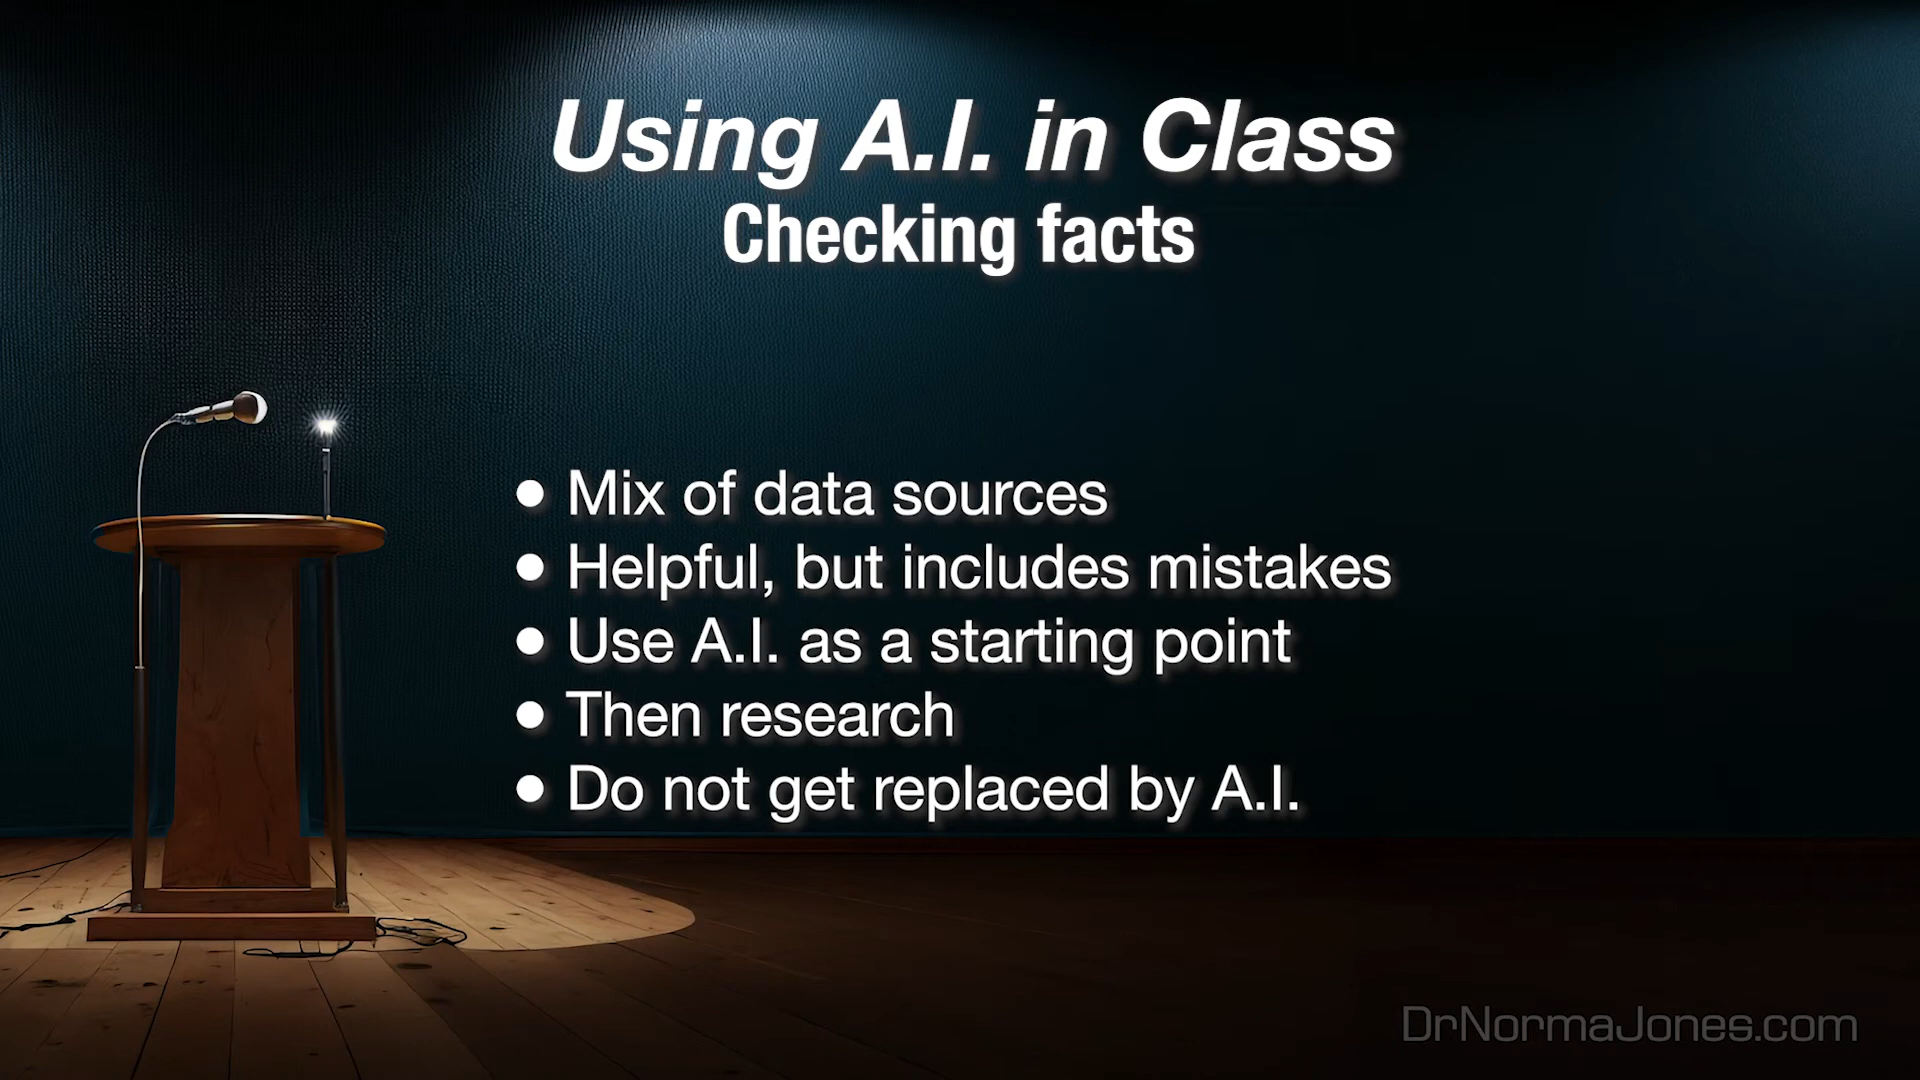 Using A.I. in Class
Checking facts
● Mix of data sources
● Helpful, but includes mistakes
● Use A.I. as a starting point
● Then research
● Do not get replaced by A.I.
DrNormaJones.com